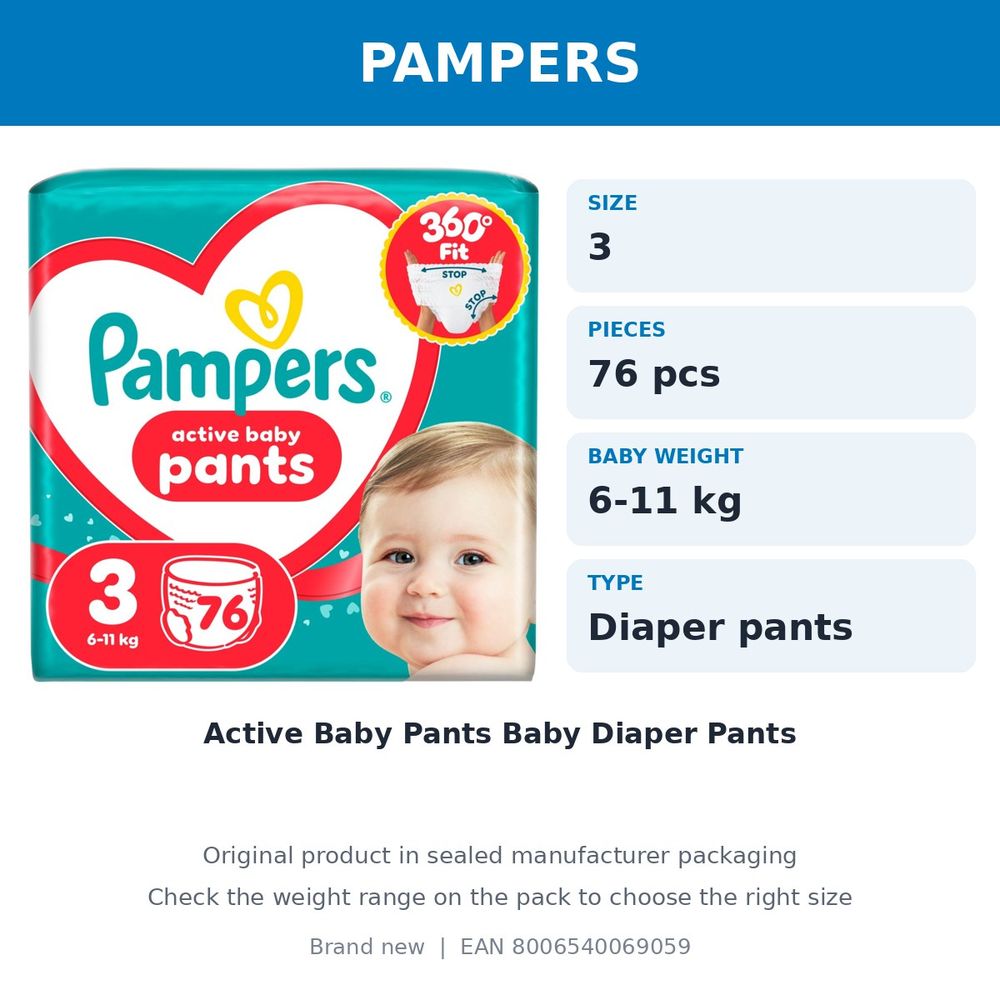 PAMPERS
360°
Fit
STOP
STOP
Pampers®
active baby
pants
3
6-11 kg
76
SIZE
3
PIECES
76 pcs
BABY WEIGHT
6-11 kg
TYPE
Diaper pants
Active Baby Pants Baby Diaper Pants
Original product in sealed manufacturer packaging
Check the weight range on the pack to choose the right size
Brand new | EAN 8006540069059